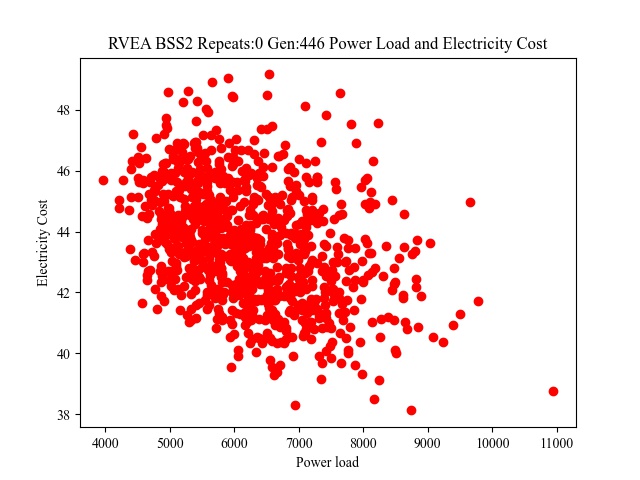 RVEA BSS2 Repeats:0 Gen:446 Power Load and Electricity Cost
48
46
44
42
40
38
Electricity Cost
4000 5000 6000 7000 8000 9000 10000 11000
Power load